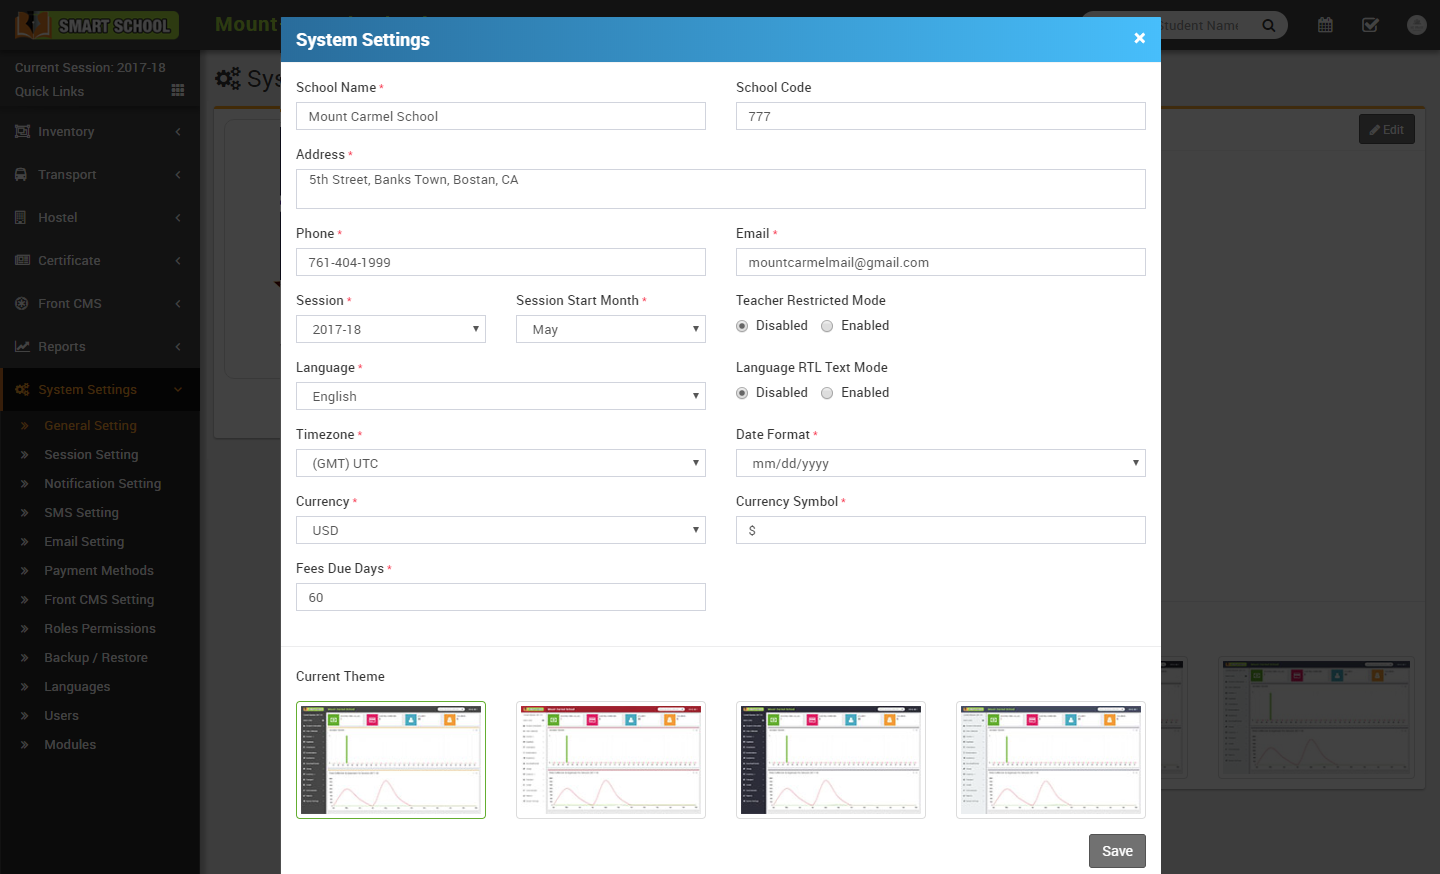 SMART SCHOOL
Mount
Student Name
Current Session: 2017-18
Quick Links
Inventory
Transport
Hostel
Certificate
Front CMS
Reports
System Settings
General Setting
Session Setting
Notification Setting
SMS Setting
Email Setting
Payment Methods
Front CMS Setting
Roles Permissions
Backup / Restore
Languages
Users
Modules
Edit
System Settings
×
School Name *
Mount Carmel School
School Code
777
Address *
5th Street, Banks Town, Bostan, CA
Phone *
761-404-1999
Email *
mountcarmelmail@gmail.com
Session *
2017-18
Session Start Month *
May
Teacher Restricted Mode
Disabled Enabled
Language *
English
Language RTL Text Mode
Disabled Enabled
Timezone *
(GMT) UTC
Date Format *
mm/dd/yyyy
Currency *
USD
Currency Symbol *
$
Fees Due Days *
60
Current Theme
Save